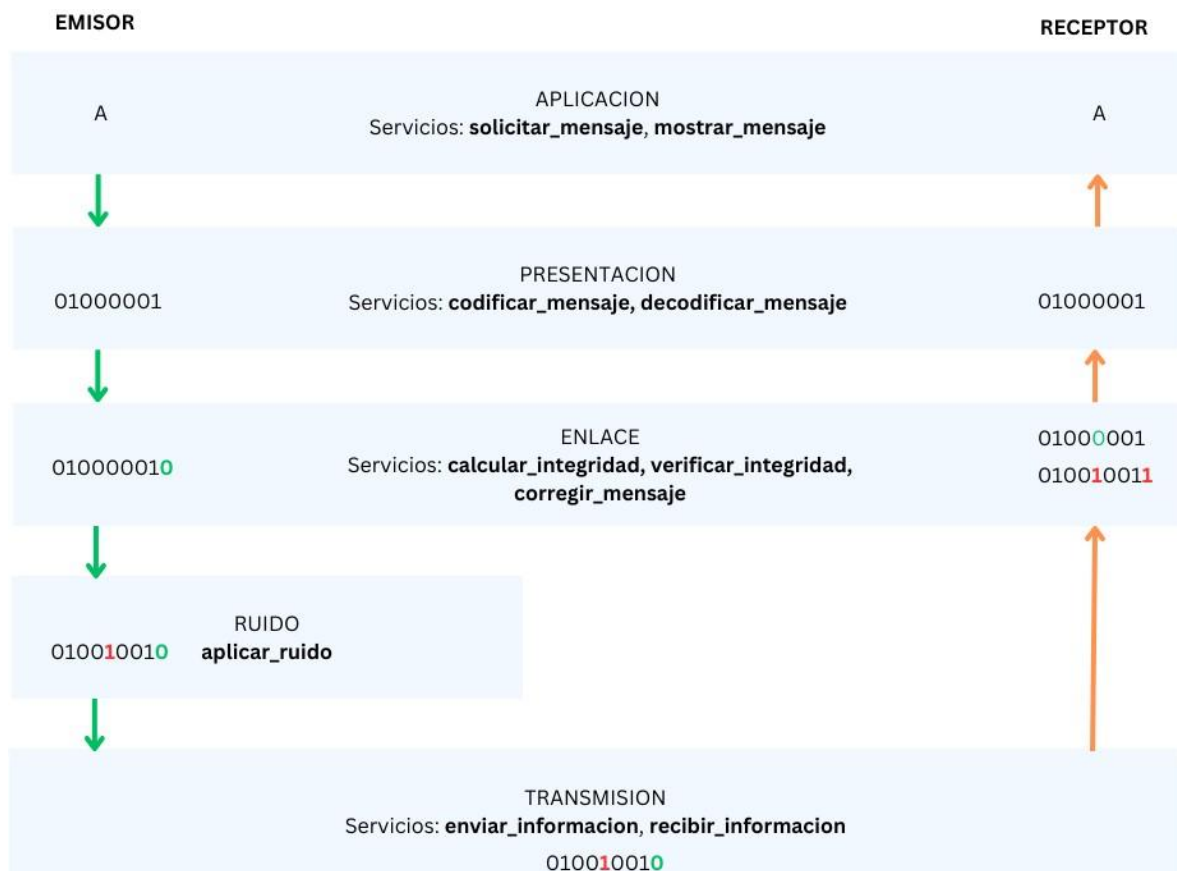 EMISOR
RECEPTOR
A
APLICACION
Servicios: solicitar_mensaje, mostrar_mensaje
A
01000001
PRESENTACION
Servicios: codificar_mensaje, decodificar_mensaje
01000001
010000010
ENLACE
Servicios: calcular_integridad, verificar_integridad,
corregir_mensaje
01000001
010010011
010010010
RUIDO
aplicar_ruido
TRANSMISION
Servicios: enviar_informacion, recibir_informacion
010010010